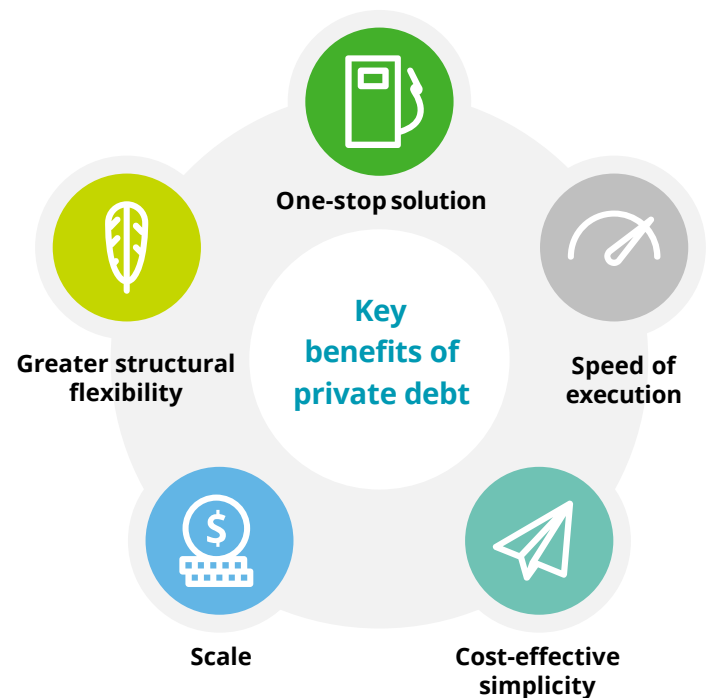 One-stop solution
Key
benefits of
private debt
Greater structural
flexibility
Speed of
execution
$
Scale
Cost-effective
simplicity